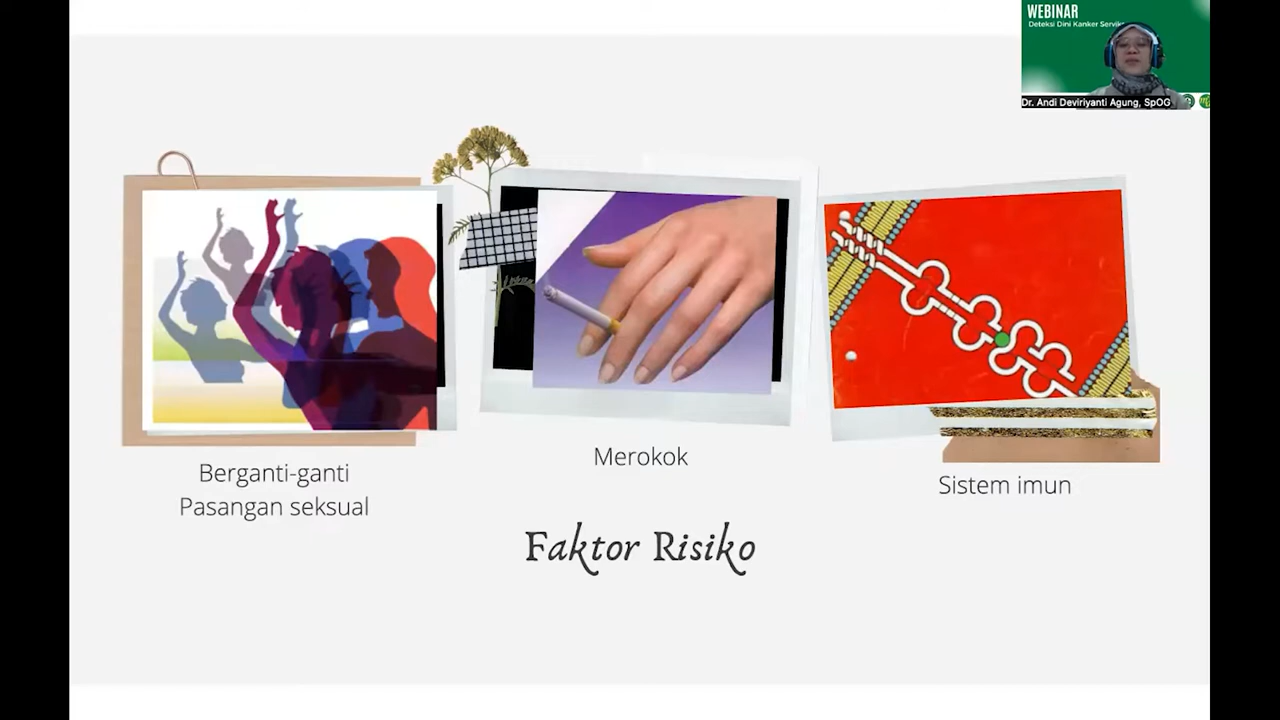 WEBINAR
Deteksi Dini Kanker Serviks
Dr. Andi Deviriyanti Agung, SpOG
Berganti-ganti
Pasangan seksual
Merokok
Sistem imun
Faktor Risiko